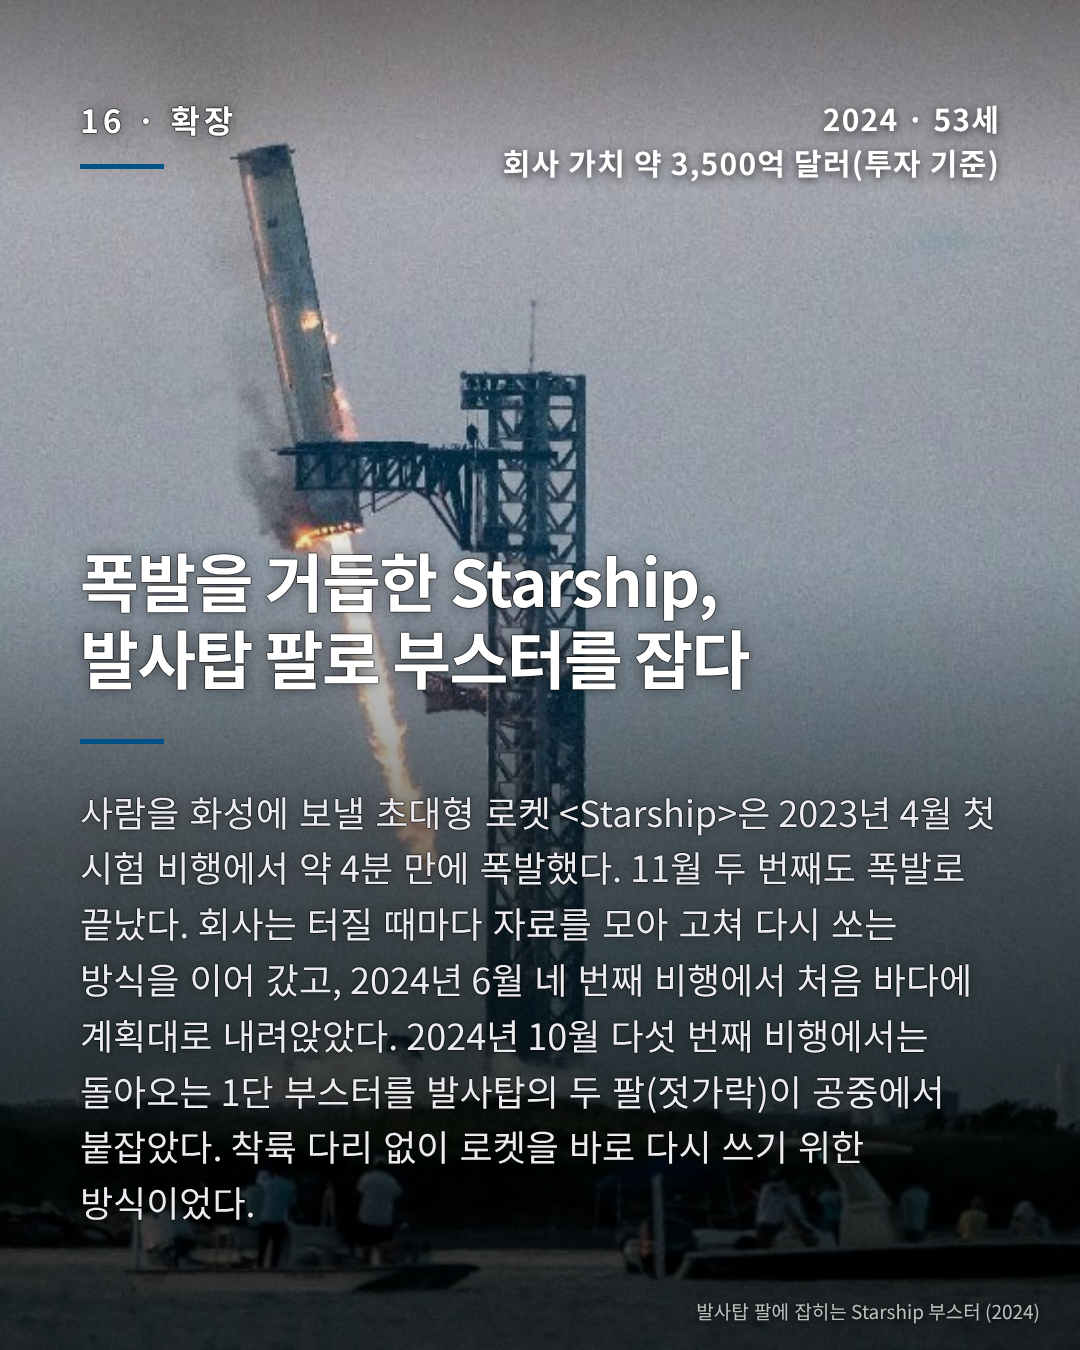 16 · 확장
2024 · 53세
회사 가치 약 3,500억 달러(투자 기준)
폭발을 거듭한 Starship,
발사탑 팔로 부스터를 잡다
사람을 화성에 보낼 초대형 로켓 <Starship>은 2023년 4월 첫
시험 비행에서 약 4분 만에 폭발했다. 11월 두 번째도 폭발로
끝났다. 회사는 터질 때마다 자료를 모아 고쳐 다시 쏘는
방식을 이어 갔고, 2024년 6월 네 번째 비행에서 처음 바다에
계획대로 내려앉았다. 2024년 10월 다섯 번째 비행에서는
돌아오는 1단 부스터를 발사탑의 두 팔(젓가락)이 공중에서
붙잡았다. 착륙 다리 없이 로켓을 바로 다시 쓰기 위한
방식이었다.
발사탑 팔에 잡히는 Starship 부스터 (2024)